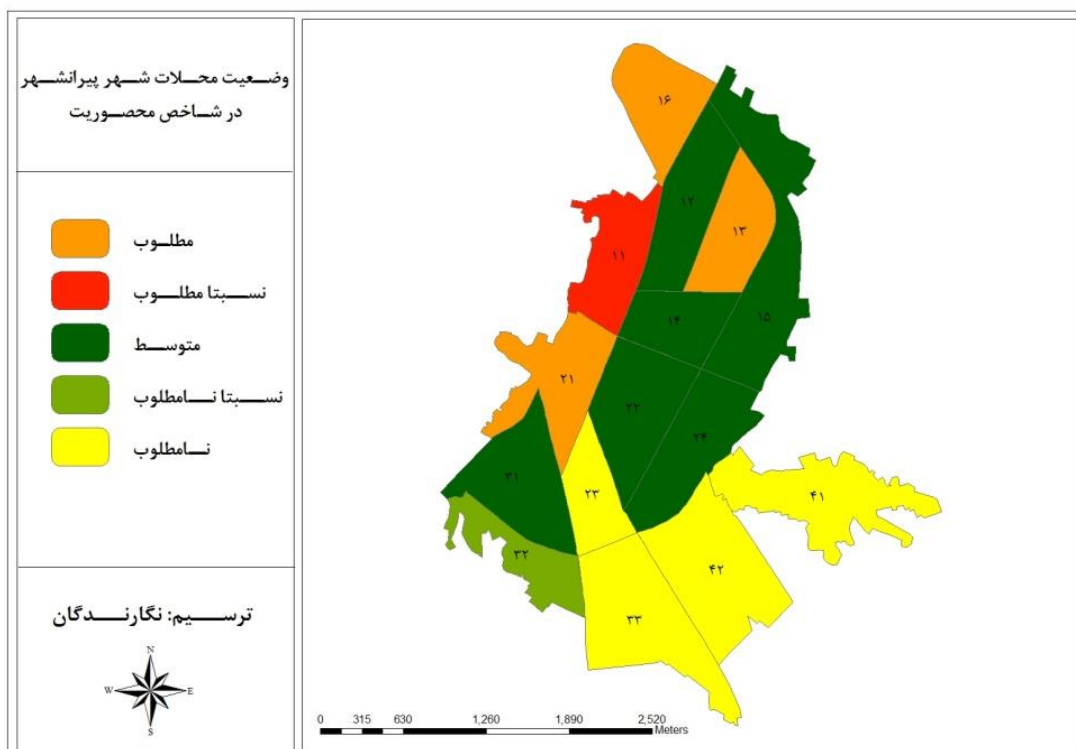 وضعیت محلات شهر پیرانشهر
در شاخص محصوریت
مطلوب
نسبتا مطلوب
متوسط
نسبتا نامطلوب
نامطلوب
ترسیم: نگارندگان
N
W E
S
۱۶
۱۲
۱۳
۱۱
۱۴
۱۵
۲۱
۲۲
۲۴
۳۱
۲۳
۴۱
۳۲
۴۲
۳۳
0 315 630 1,260 1,890 2,520
Meters